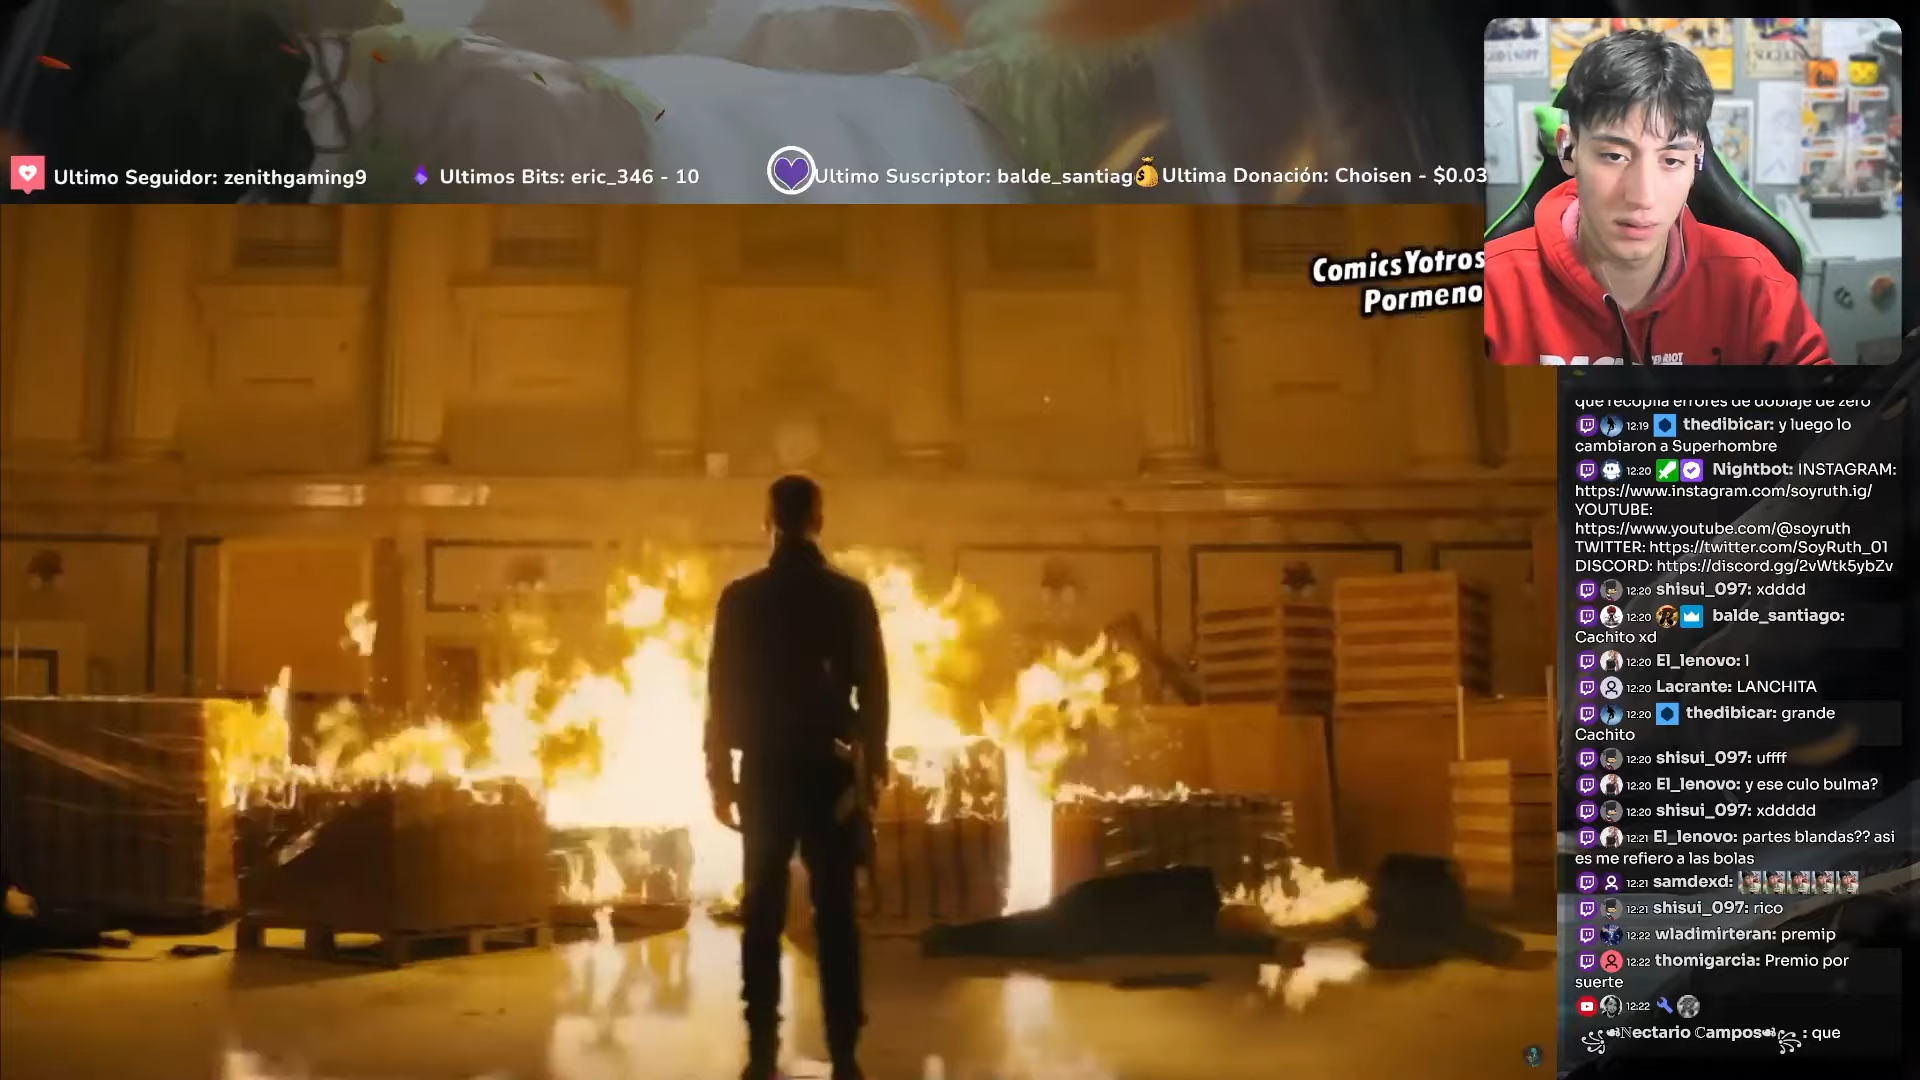 Ultimo Seguidor: zenithgaming9
Ultimos Bits: eric_346 - 10
Ultimo Suscriptor: balde_santiag
Ultima Donación: Choisen - $0.03
ComicsYotros
Pormeno
que recopila errores de doblaje de zero
12:19 thedibicar: y luego lo
cambiaron a Superhombre
12:20 Nightbot: INSTAGRAM:
https://www.instagram.com/soyruth.ig/
YOUTUBE:
https://www.youtube.com/@soyruth
TWITTER: https://twitter.com/SoyRuth_01
DISCORD: https://discord.gg/2vWtk5ybZv
12:20 shisui_097: xdddd
12:20 balde_santiago:
Cachito xd
12:20 El_lenovo: l
12:20 Lacrante: LANCHITA
12:20 thedibicar: grande
Cachito
12:20 shisui_097: uffff
12:20 El_lenovo: y ese culo bulma?
12:20 shisui_097: xddddd
12:21 El_lenovo: partes blandas?? asi
es me refiero a las bolas
12:21 samdexd:
12:21 shisui_097: rico
12:22 wladimirteran: premip
12:22 thomigarcia: Premio por
suerte
12:22
ℕectario ℂampos: que